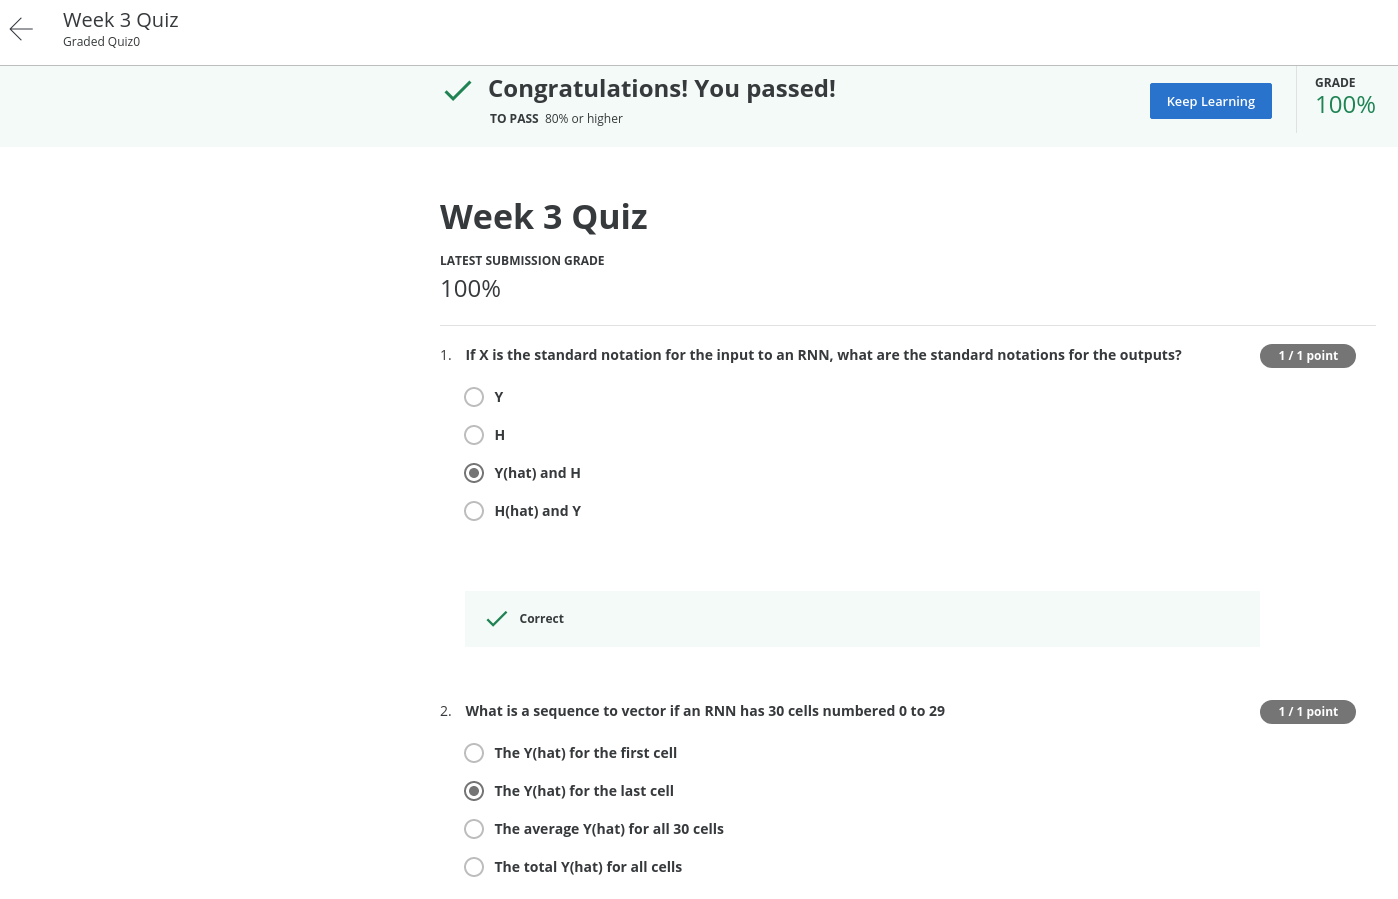 Week 3 Quiz
Graded Quiz0
Congratulations! You passed!
TO PASS 80% or higher
Keep Learning
GRADE
100%
Week 3 Quiz
LATEST SUBMISSION GRADE
100%
1. If X is the standard notation for the input to an RNN, what are the standard notations for the outputs?
1 / 1 point
Y
H
Y(hat) and H
H(hat) and Y
Correct
2. What is a sequence to vector if an RNN has 30 cells numbered 0 to 29
1 / 1 point
The Y(hat) for the first cell
The Y(hat) for the last cell
The average Y(hat) for all 30 cells
The total Y(hat) for all cells